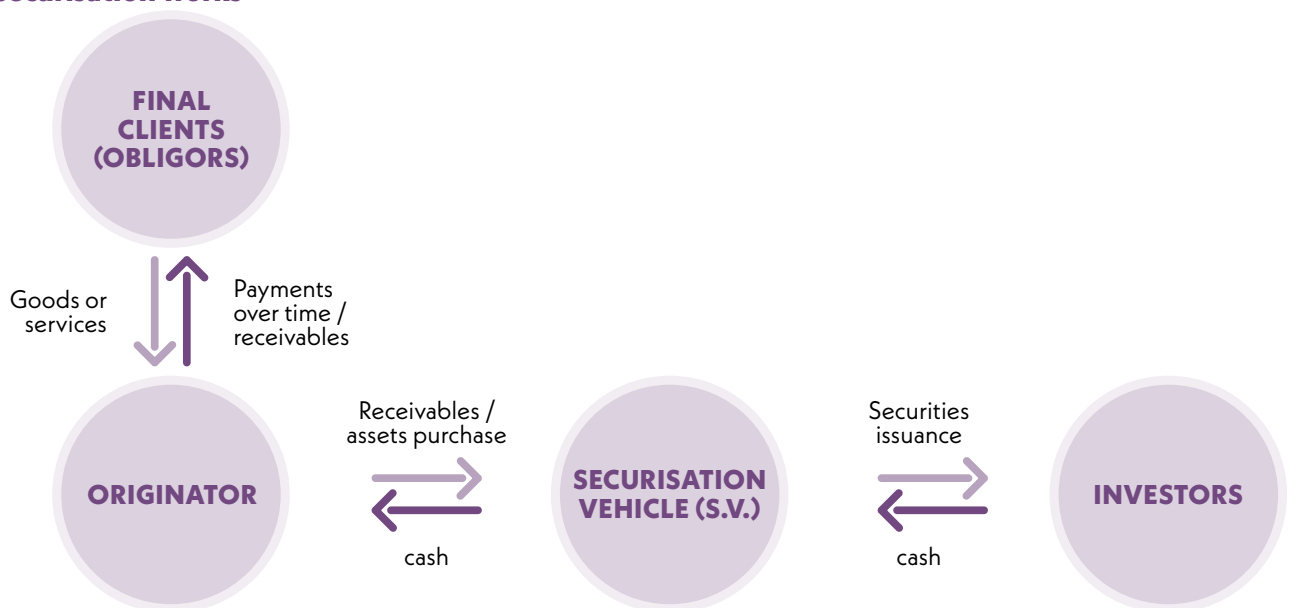 FINAL
CLIENTS
(OBLIGORS)
Goods or
services
Payments
over time /
receivables
ORIGINATOR
Receivables /
assets purchase
cash
SECURISATION
VEHICLE (S.V.)
Securities
issuance
cash
INVESTORS